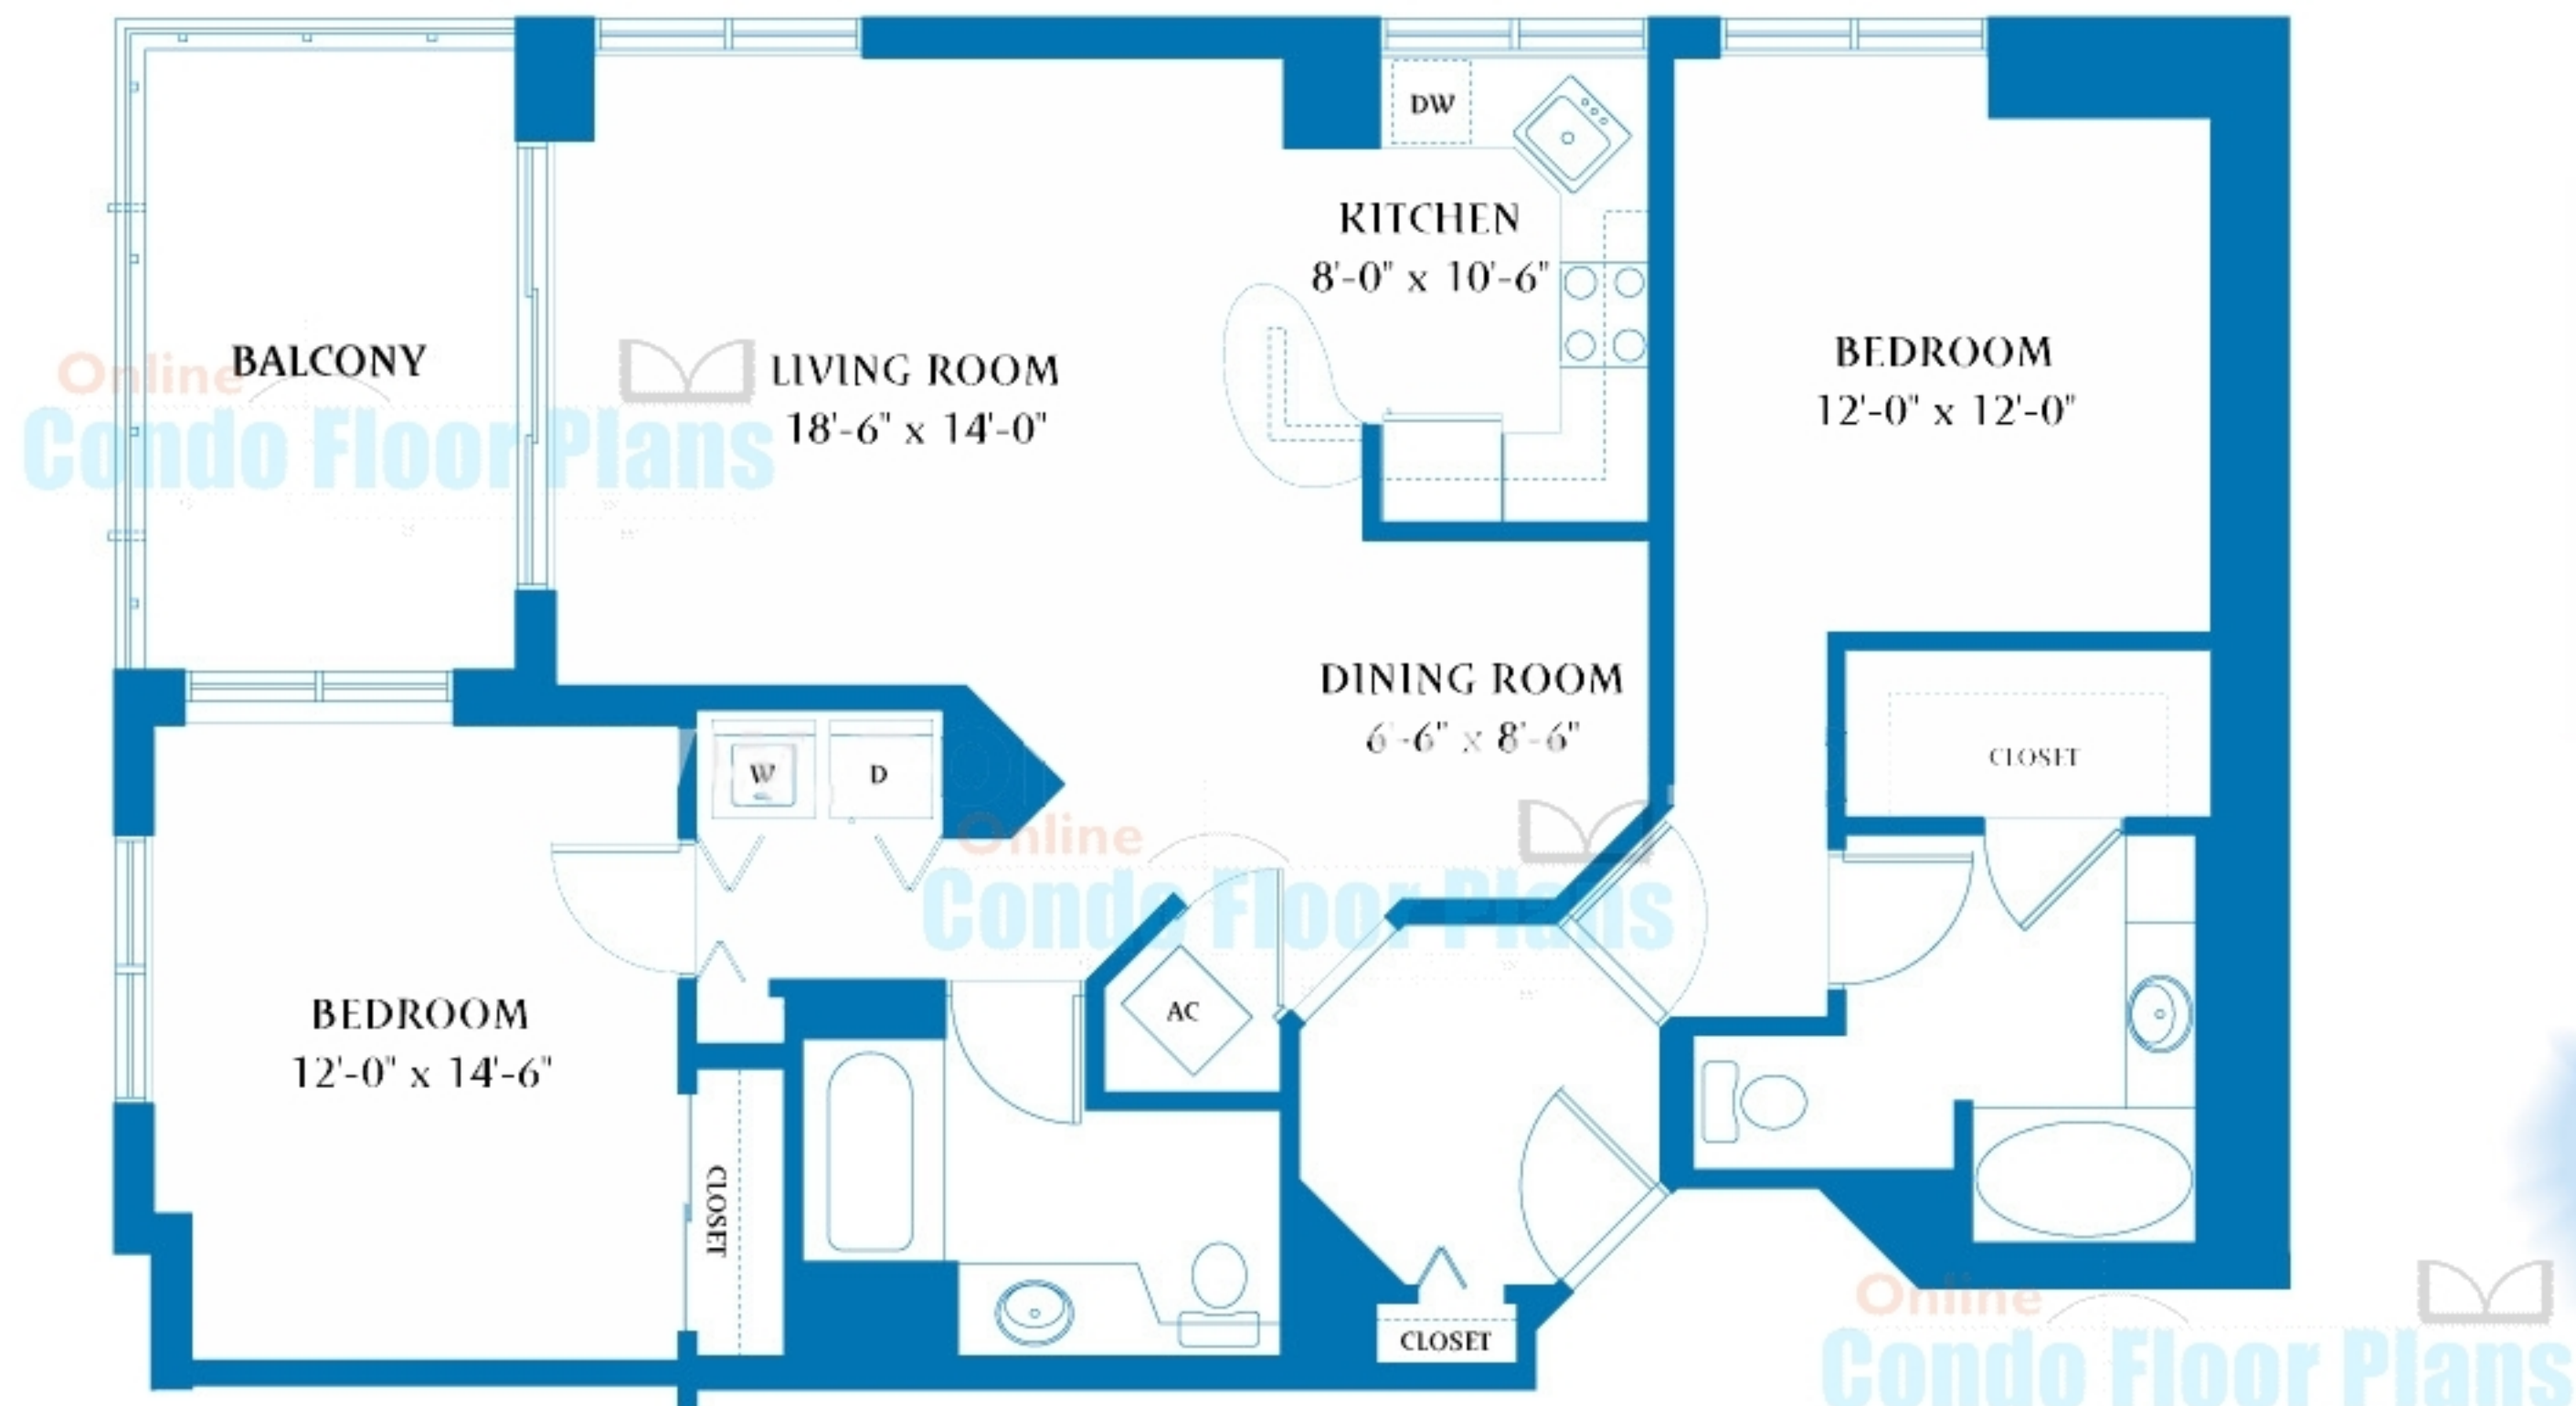 DW
KITCHEN
8'-0" x 10'-6"
BALCONY
LIVING ROOM
18'-6" x 14'-0"
BEDROOM
12'-0" x 12'-0"
Online
Condo Floor Plans
DINING ROOM
6'-6" x 8'-6"
W
D
CLOSET
Online
Condo Floor Plans
AC
BEDROOM
12'-0" x 14'-6"
CLOSET
CLOSET
Online
Condo Floor Plans